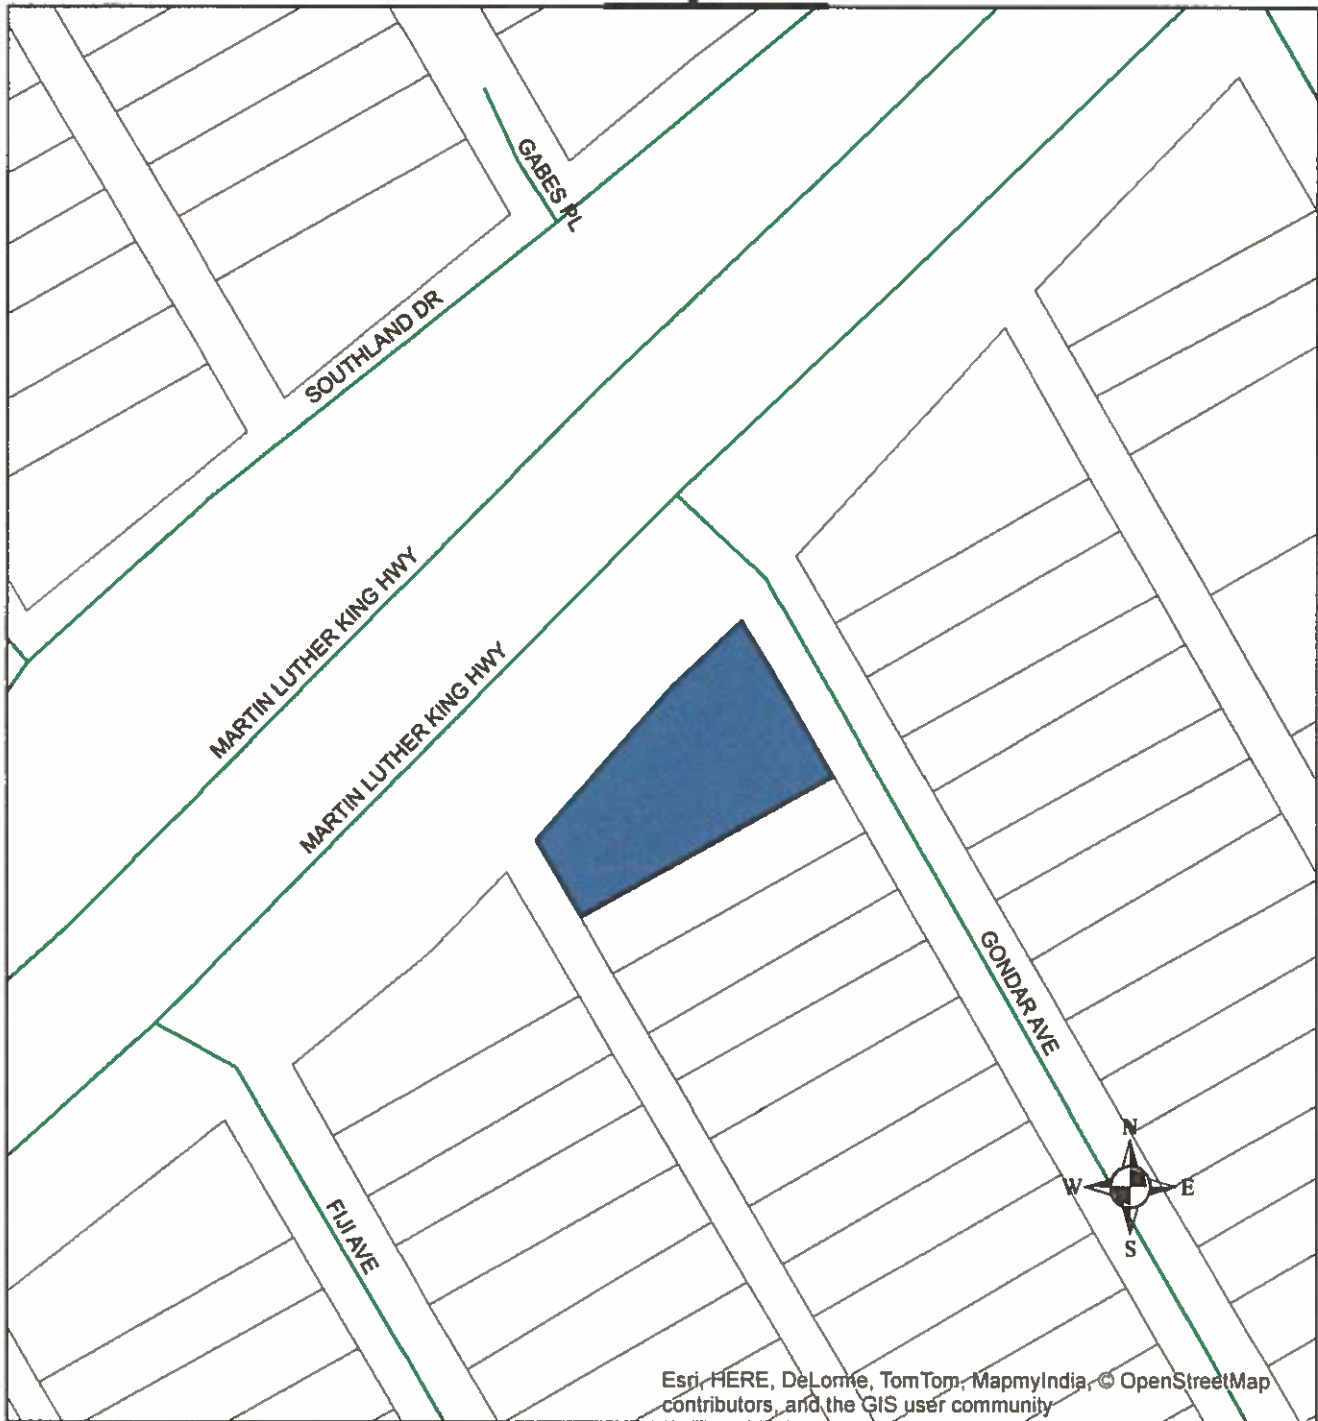 GABES PL
SOUTHLAND DR
MARTIN LUTHER KING HWY
MARTIN LUTHER KING HWY
GONDAR AVE
FIJI AVE
N
W E
S
Esri, HERE, DeLorme, TomTom, MapmyIndia, © OpenStreetMap
contributors, and the GIS user community